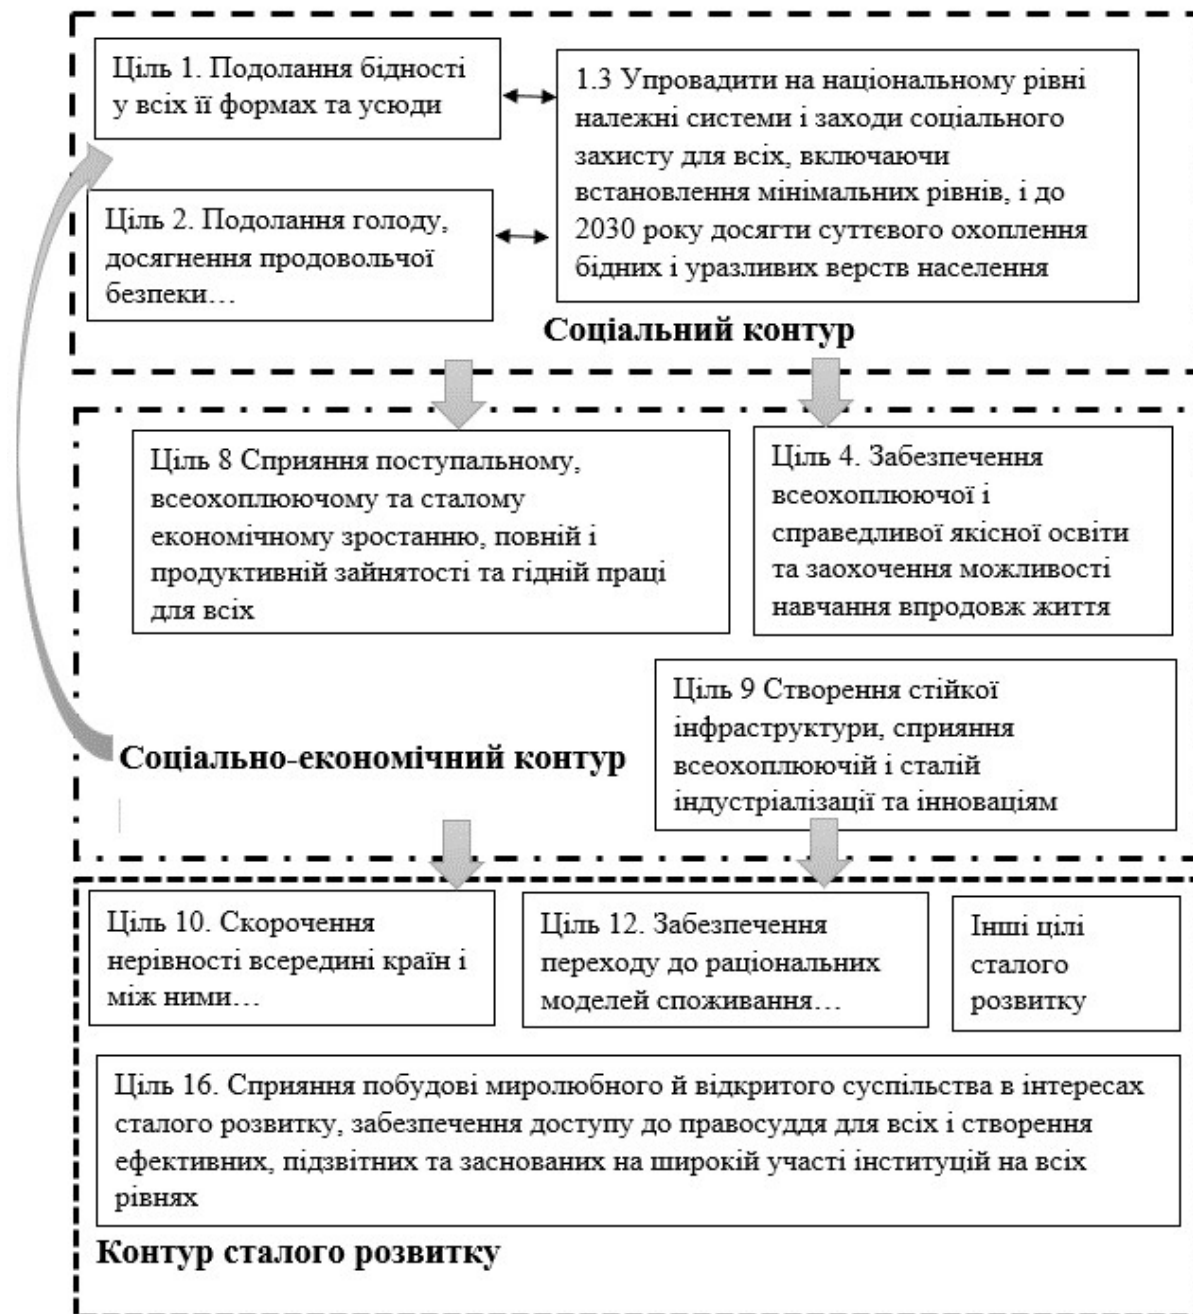 Ціль 1. Подолання бідності
у всіх її формах та усюди
1.3 Упровадити на національному рівні
належні системи і заходи соціального
захисту для всіх, включаючи
встановлення мінімальних рівнів, і до
2030 року досягти суттєвого охоплення
бідних і уразливих верств населення
Ціль 2. Подолання голоду,
досягнення продовольчої
безпеки…
Соціальний контур
Ціль 8 Сприяння поступальному,
всеохоплюючому та сталому
економічному зростанню, повній і
продуктивній зайнятості та гідній праці
для всіх
Ціль 4. Забезпечення
всеохоплюючої і
справедливої якісної освіти
та заохочення можливості
навчання впродовж життя
Ціль 9 Створення стійкої
інфраструктури, сприяння
всеохоплюючій і сталій
індустріалізації та інноваціям
Соціально-економічний контур
Ціль 10. Скорочення
нерівності всередині країн і
між ними…
Ціль 12. Забезпечення
переходу до раціональних
моделей споживання…
Інші цілі
сталого
розвитку
Ціль 16. Сприяння побудові миролюбного й відкритого суспільства в інтересах
сталого розвитку, забезпечення доступу до правосуддя для всіх і створення
ефективних, підзвітних та заснованих на широкій участі інституцій на всіх
рівнях
Контур сталого розвитку